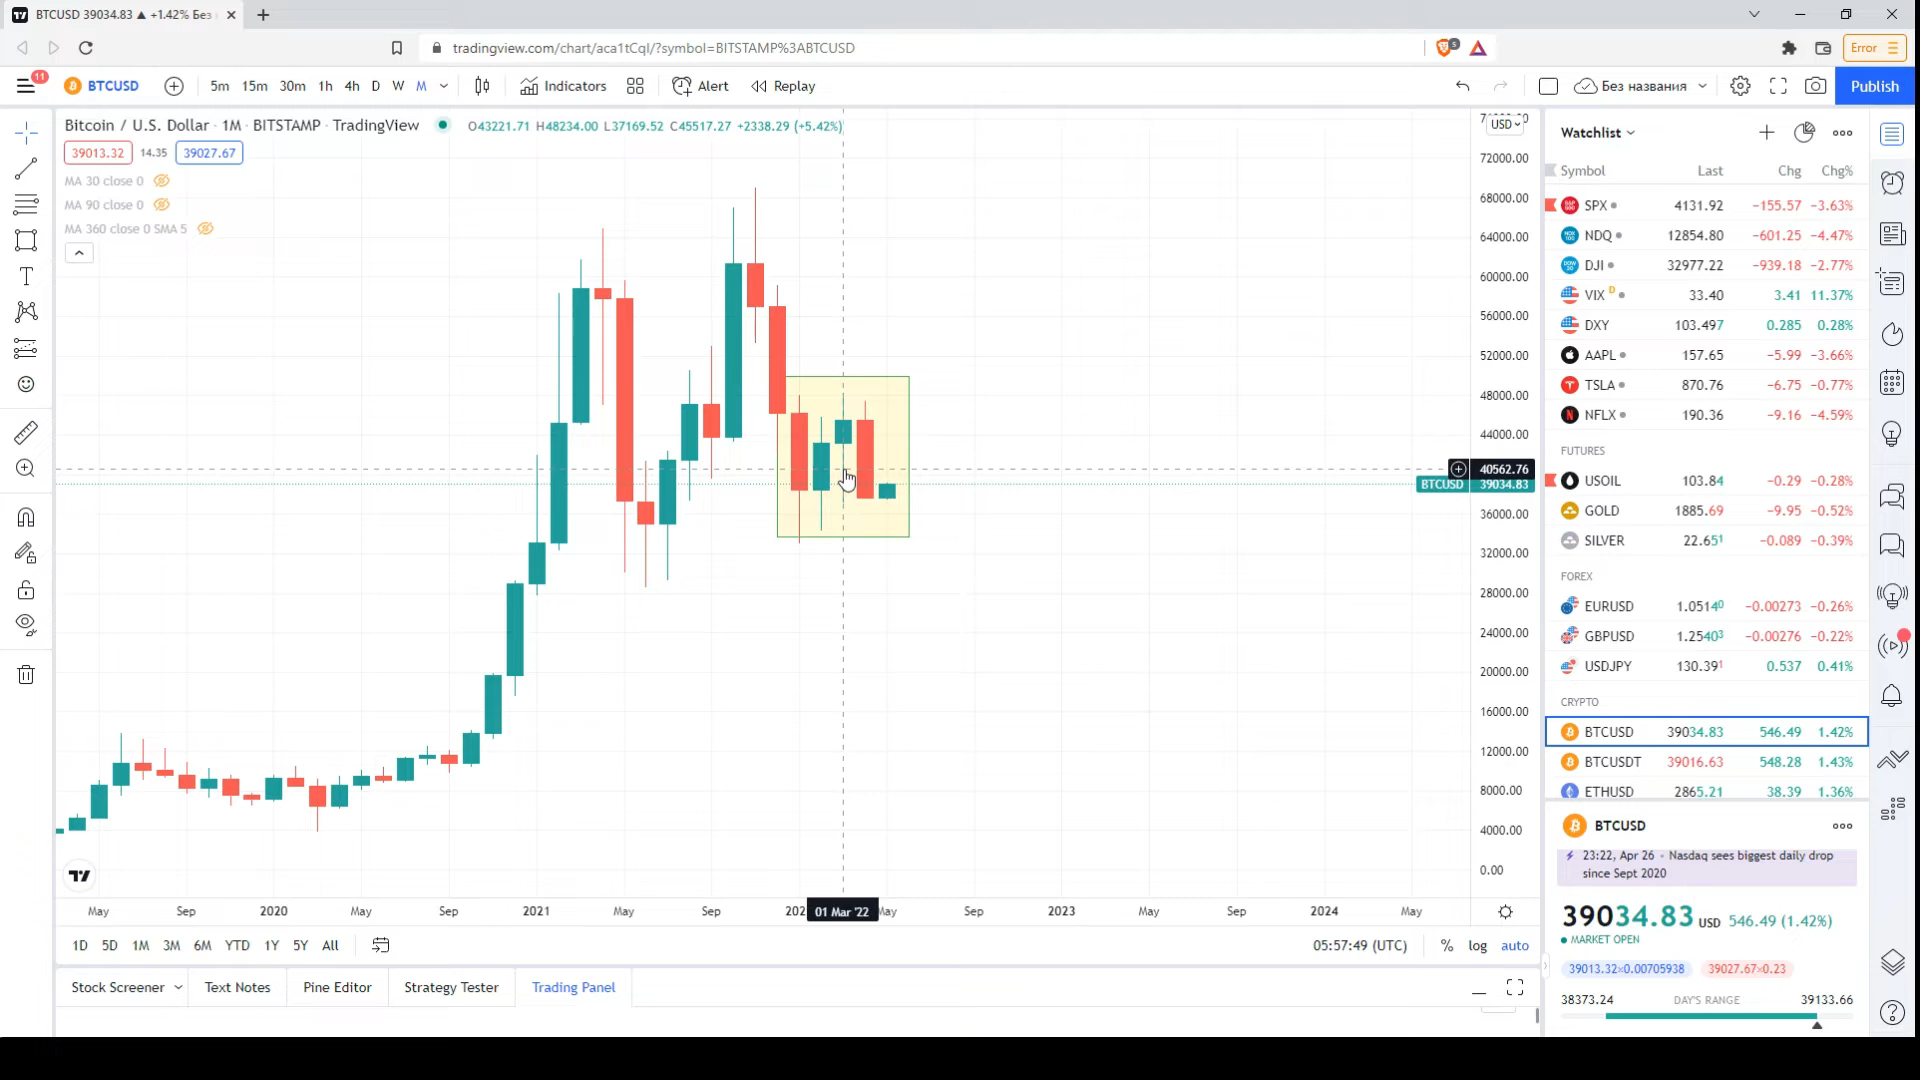 BTCUSD 39034.83 ▲ +1.42% Без
tradingview.com/chart/aca1tCqI/?symbol=BITSTAMP%3ABTCUSD
5
Error
11
BTCUSD
5m 15m 30m 1h 4h D W M
Indicators
Alert
Replay
Без названия
Publish
Bitcoin / U.S. Dollar · 1M · BITSTAMP · TradingView
O43221.71 H48234.00 L37169.52 C45517.27 +2338.29 (+5.42%)
39013.32 14.35 39027.67
MA 30 close 0
MA 90 close 0
MA 360 close 0 SMA 5
USD
72000.00
68000.00
64000.00
60000.00
56000.00
52000.00
48000.00
44000.00
40562.76
BTCUSD 39034.83
36000.00
32000.00
28000.00
24000.00
20000.00
16000.00
12000.00
8000.00
4000.00
0.00
May Sep 2020 May Sep 2021 May Sep 01 Mar '22 May Sep 2023 May Sep 2024 May
1D 5D 1M 3M 6M YTD 1Y 5Y All
05:57:49 (UTC) % log auto
Stock Screener Text Notes Pine Editor Strategy Tester Trading Panel
Watchlist
Symbol Last Chg Chg%
SPX 4131.92 −155.57 −3.63%
NDQ 12854.80 −601.25 −4.47%
DJI 32977.22 −939.18 −2.77%
VIX D 33.40 3.41 11.37%
DXY 103.497 0.285 0.28%
AAPL 157.65 −5.99 −3.66%
TSLA 870.76 −6.75 −0.77%
NFLX 190.36 −9.16 −4.59%
FUTURES
USOIL 103.84 −0.29 −0.28%
GOLD 1885.69 −9.95 −0.52%
SILVER 22.651 −0.089 −0.39%
FOREX
EURUSD 1.05140 −0.00273 −0.26%
GBPUSD 1.25403 −0.00276 −0.22%
USDJPY 130.391 0.537 0.41%
CRYPTO
BTCUSD 39034.83 546.49 1.42%
BTCUSDT 39016.63 548.28 1.43%
ETHUSD 2865.21 38.39 1.36%
BTCUSD
23:22, Apr 26 · Nasdaq sees biggest daily drop
since Sept 2020
39034.83 USD 546.49 (1.42%)
MARKET OPEN
39013.32×0.00705938 39027.67×0.23
38373.24 DAY'S RANGE 39133.66